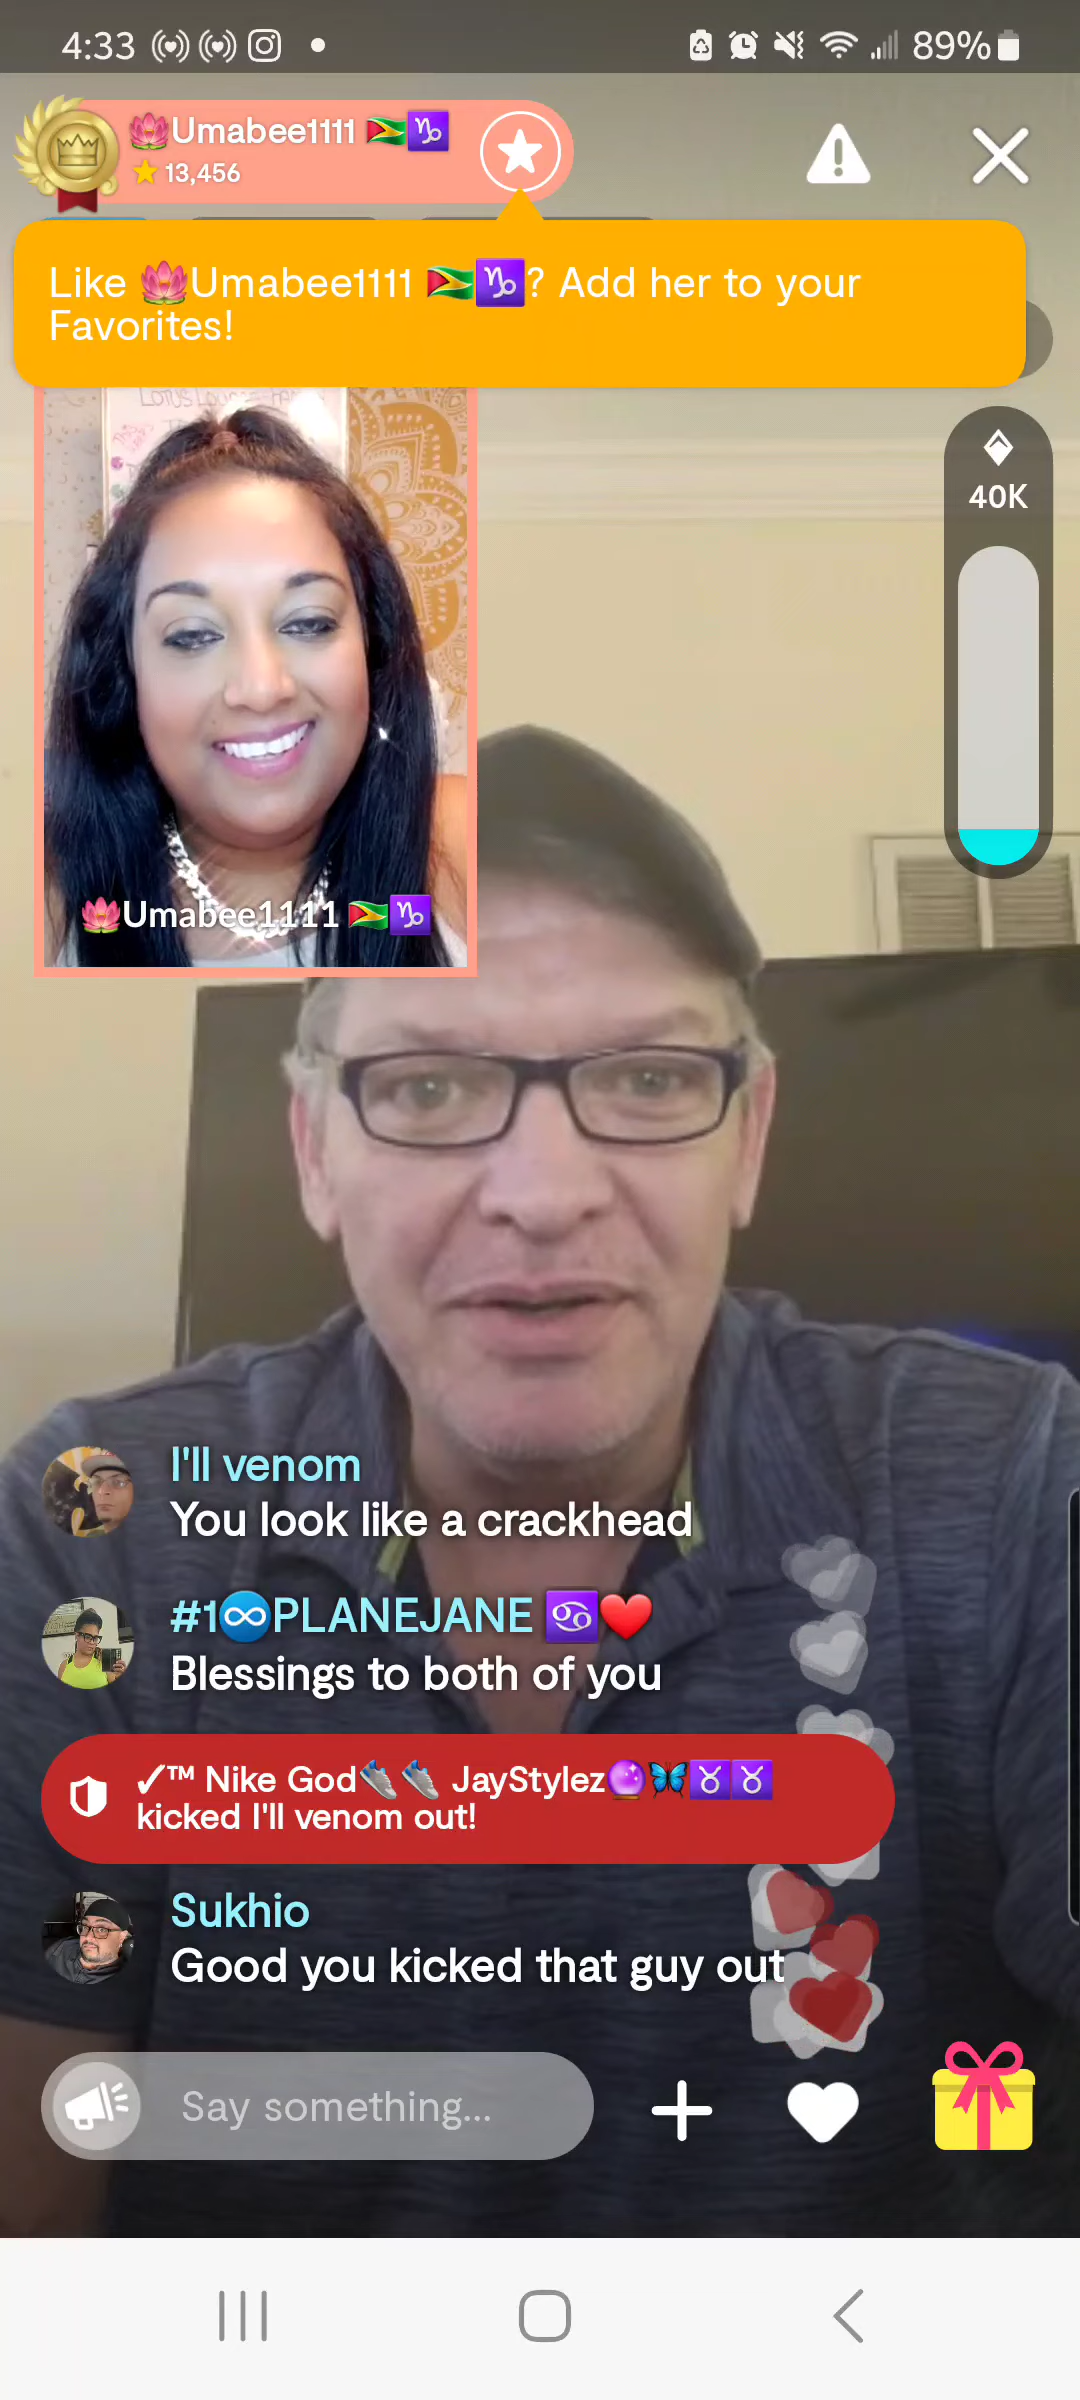 4:33 89%
🪷Umabee1111 🇬🇾♑
13,456
Like 🪷Umabee1111 🇬🇾♑? Add her to your
Favorites!
40K
🪷Umabee1111 🇬🇾♑
I'll venom
You look like a crackhead
#1♾️PLANEJANE ♋❤️
Blessings to both of you
✓™ Nike God👟👟 JayStylez🔮🦋♉♉
kicked I'll venom out!
Sukhio
Good you kicked that guy out
Say something...